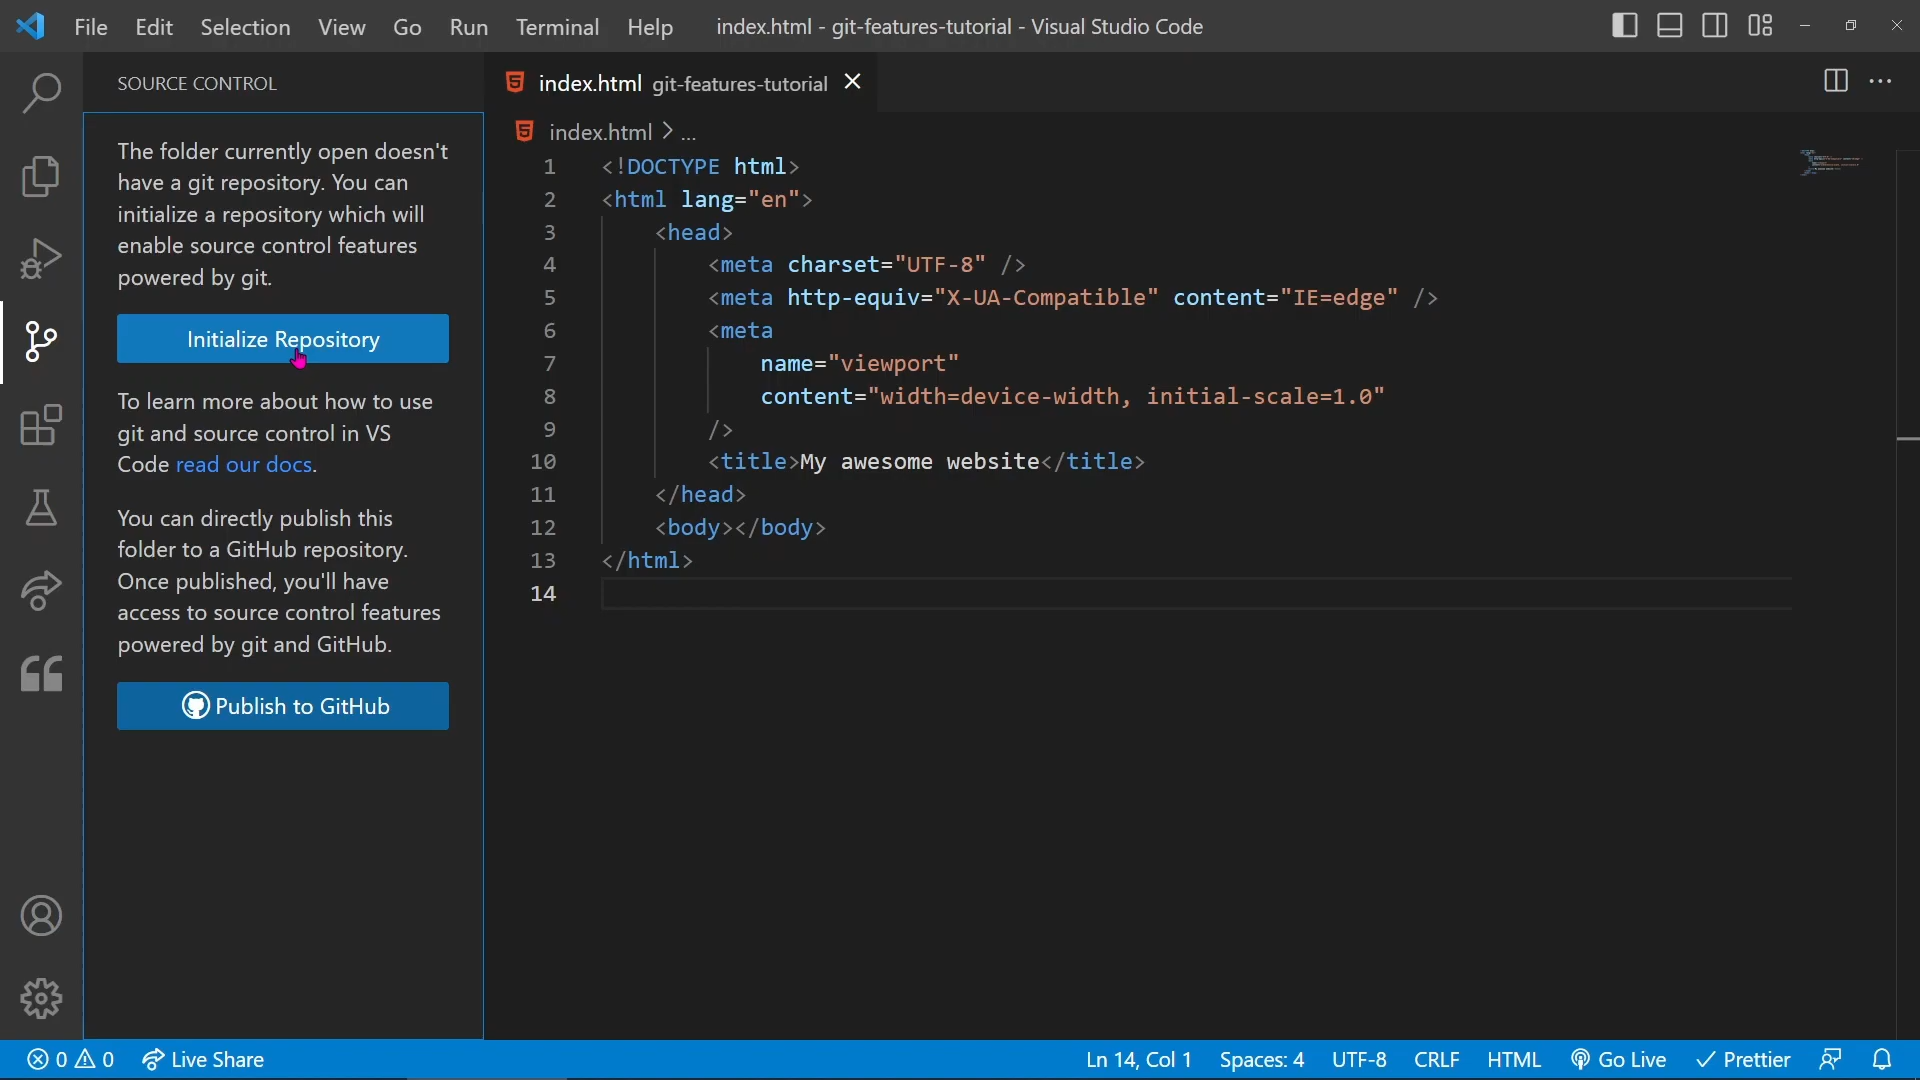 File Edit Selection View Go Run Terminal Help index.html - git-features-tutorial - Visual Studio Code
SOURCE CONTROL
The folder currently open doesn't
have a git repository. You can
initialize a repository which will
enable source control features
powered by git.
Initialize Repository
To learn more about how to use
git and source control in VS
Code read our docs.
You can directly publish this
folder to a GitHub repository.
Once published, you'll have
access to source control features
powered by git and GitHub.
Publish to GitHub
index.html git-features-tutorial
index.html > ...
1 <!DOCTYPE html>
2 <html lang="en">
3 <head>
4 <meta charset="UTF-8" />
5 <meta http-equiv="X-UA-Compatible" content="IE=edge" />
6 <meta
7 name="viewport"
8 content="width=device-width, initial-scale=1.0"
9 />
10 <title>My awesome website</title>
11 </head>
12 <body></body>
13 </html>
14
0 0 Live Share Ln 14, Col 1 Spaces: 4 UTF-8 CRLF HTML Go Live Prettier